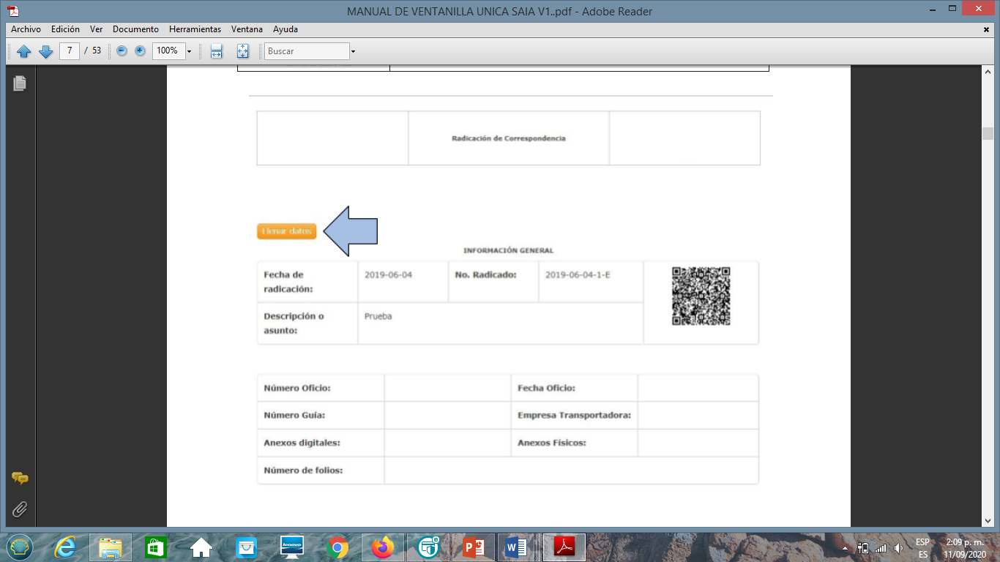 MANUAL DE VENTANILLA UNICA SAIA V1..pdf - Adobe Reader
Archivo Edición Ver Documento Herramientas Ventana Ayuda
7 / 53 100% Buscar
Radicación de Correspondencia
Llenar datos
INFORMACIÓN GENERAL
Fecha de radicación: 2019-06-04 No. Radicado: 2019-06-04-1-E
Descripción o asunto: Prueba
Número Oficio: Fecha Oficio:
Número Guía: Empresa Transportadora:
Anexos digitales: Anexos Físicos:
Número de folios:
lenovo
ESP 2:09 p. m.
ES 11/09/2020